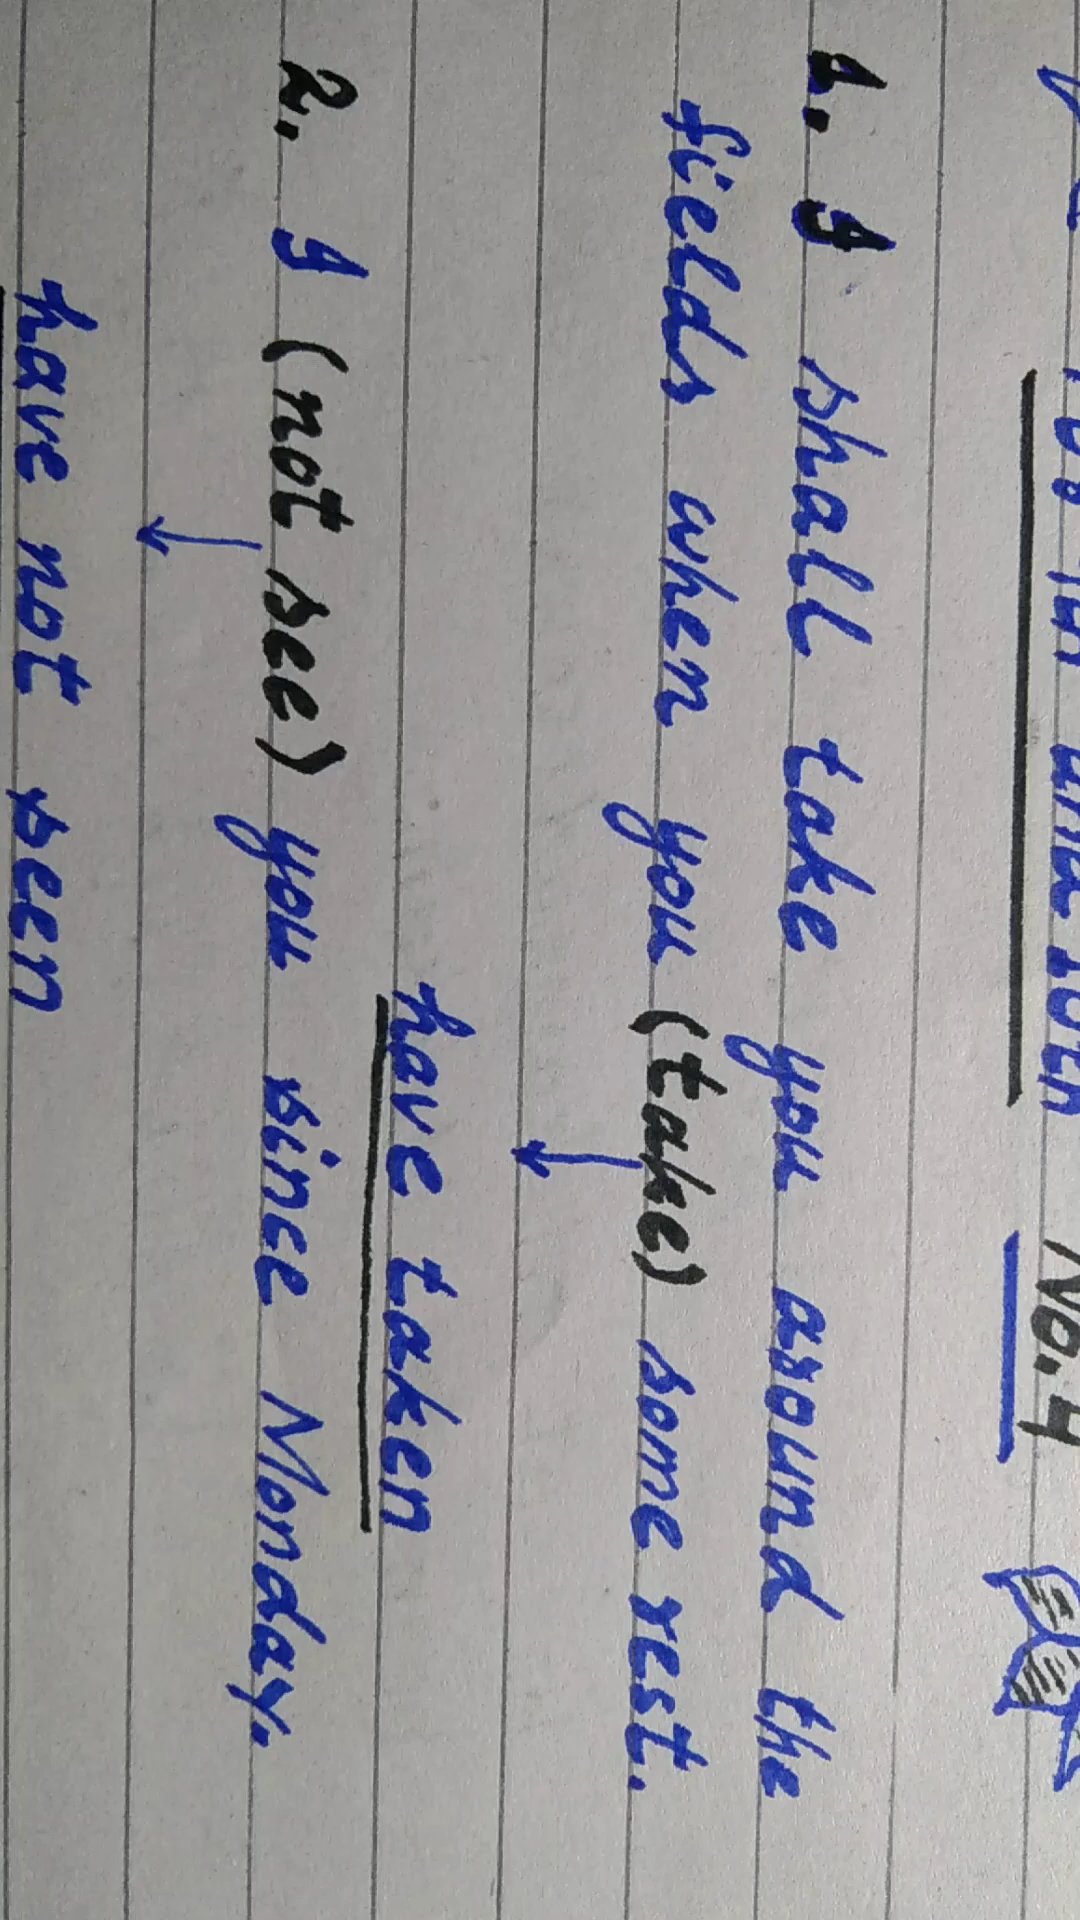 No. 4
1. I shall take you around the
fields when you (take) some rest.
have taken
2. I (not see) you since Monday.
have not seen